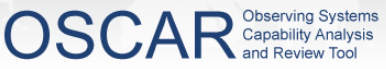 OSCAR
Observing Systems
Capability Analysis
and Review Tool